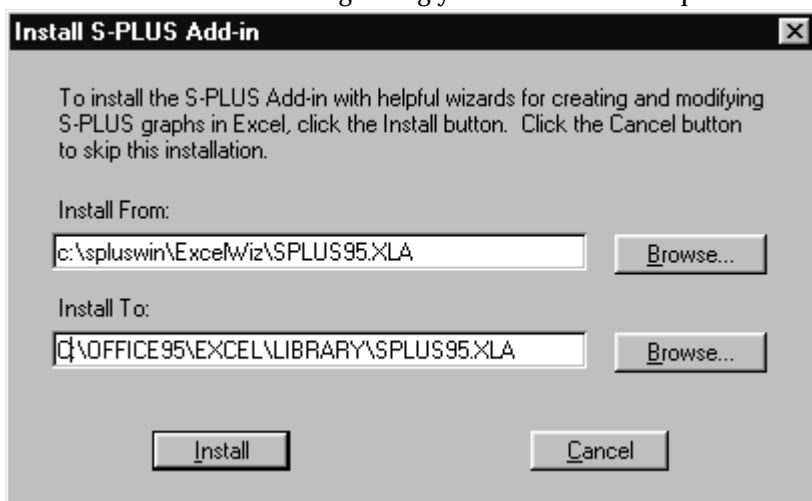 Install S-PLUS Add-in
To install the S-PLUS Add-in with helpful wizards for creating and modifying
S-PLUS graphs in Excel, click the Install button. Click the Cancel button
to skip this installation.
Install From:
c:\spluswin\ExcelWiz\SPLUS95.XLA
Browse...
Install To:
C:\OFFICE95\EXCEL\LIBRARY\SPLUS95.XLA
Browse...
Install
Cancel